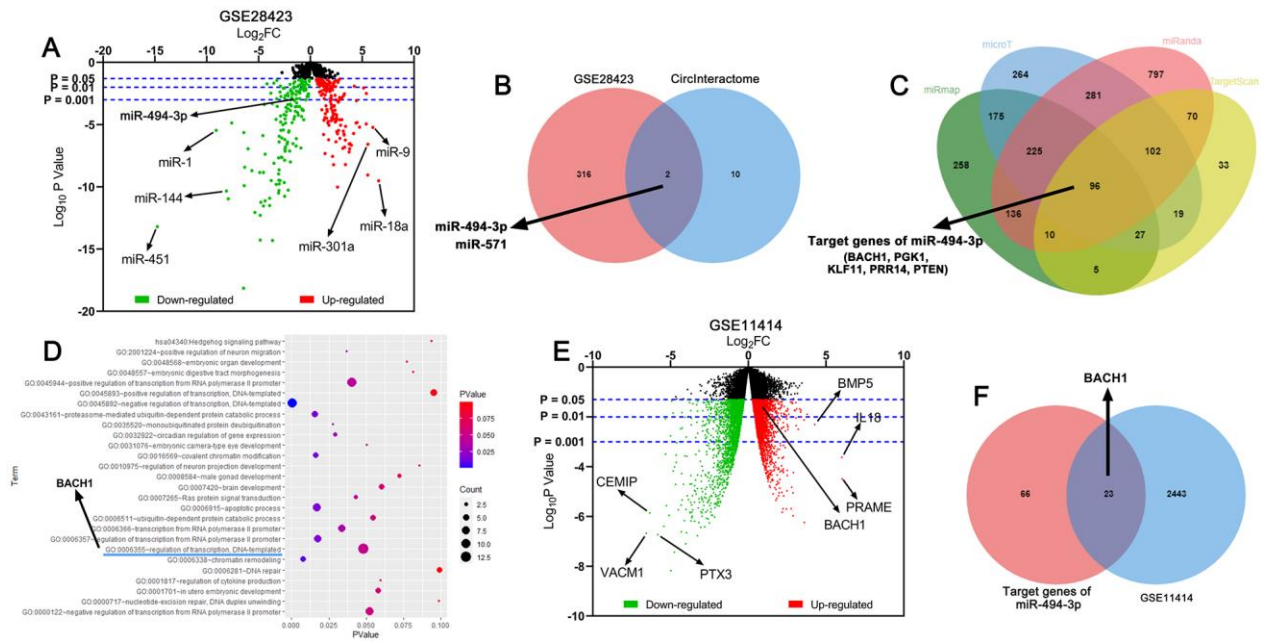 A
GSE28423
Log2FC
-20
-15
-10
-5
0
5
10
0
P = 0.05
P = 0.01
P = 0.001
-5
-10
-15
-20
Log10 P Value
miR-494-3p
miR-1
miR-144
miR-451
miR-9
miR-18a
miR-301a
Down-regulated
Up-regulated
B
GSE28423
CircInteractome
316
2
10
miR-494-3p
miR-571
C
miRmap
microT
miRanda
TargetScan
264
797
281
175
70
258
225
102
33
96
136
19
10
27
5
Target genes of miR-494-3p
(BACH1, PGK1,
KLF11, PRR14, PTEN)
D
Term
BACH1
hsa04340:Hedgehog signaling pathway
GO:2001224~positive regulation of neuron migration
GO:0048568~embryonic organ development
GO:0048557~embryonic digestive tract morphogenesis
GO:0045944~positive regulation of transcription from RNA polymerase II promoter
GO:0045893~positive regulation of transcription, DNA-templated
GO:0045892~negative regulation of transcription, DNA-templated
GO:0043161~proteasome-mediated ubiquitin-dependent protein catabolic process
GO:0035520~monoubiquitinated protein deubiquitination
GO:0032922~circadian regulation of gene expression
GO:0031076~embryonic camera-type eye development
GO:0016569~covalent chromatin modification
GO:0010975~regulation of neuron projection development
GO:0008584~male gonad development
GO:0007420~brain development
GO:0007265~Ras protein signal transduction
GO:0006915~apoptotic process
GO:0006511~ubiquitin-dependent protein catabolic process
GO:0006366~transcription from RNA polymerase II promoter
GO:0006357~regulation of transcription from RNA polymerase II promoter
GO:0006355~regulation of transcription, DNA-templated
GO:0006338~chromatin remodeling
GO:0006281~DNA repair
GO:0001817~regulation of cytokine production
GO:0001701~in utero embryonic development
GO:0000717~nucleotide-excision repair, DNA duplex unwinding
GO:0000122~negative regulation of transcription from RNA polymerase II promoter
0.000
0.025
0.050
0.075
0.100
PValue
PValue
0.075
0.050
0.025
Count
2.5
5.0
7.5
10.0
12.5
E
GSE11414
Log2FC
-10
-5
0
5
10
0
P = 0.05
P = 0.01
P = 0.001
-4
-6
-8
-10
Log10P Value
BMP5
IL18
PRAME
BACH1
CEMIP
VACM1
PTX3
Down-regulated
Up-regulated
F
BACH1
66
23
2443
Target genes of
miR-494-3p
GSE11414